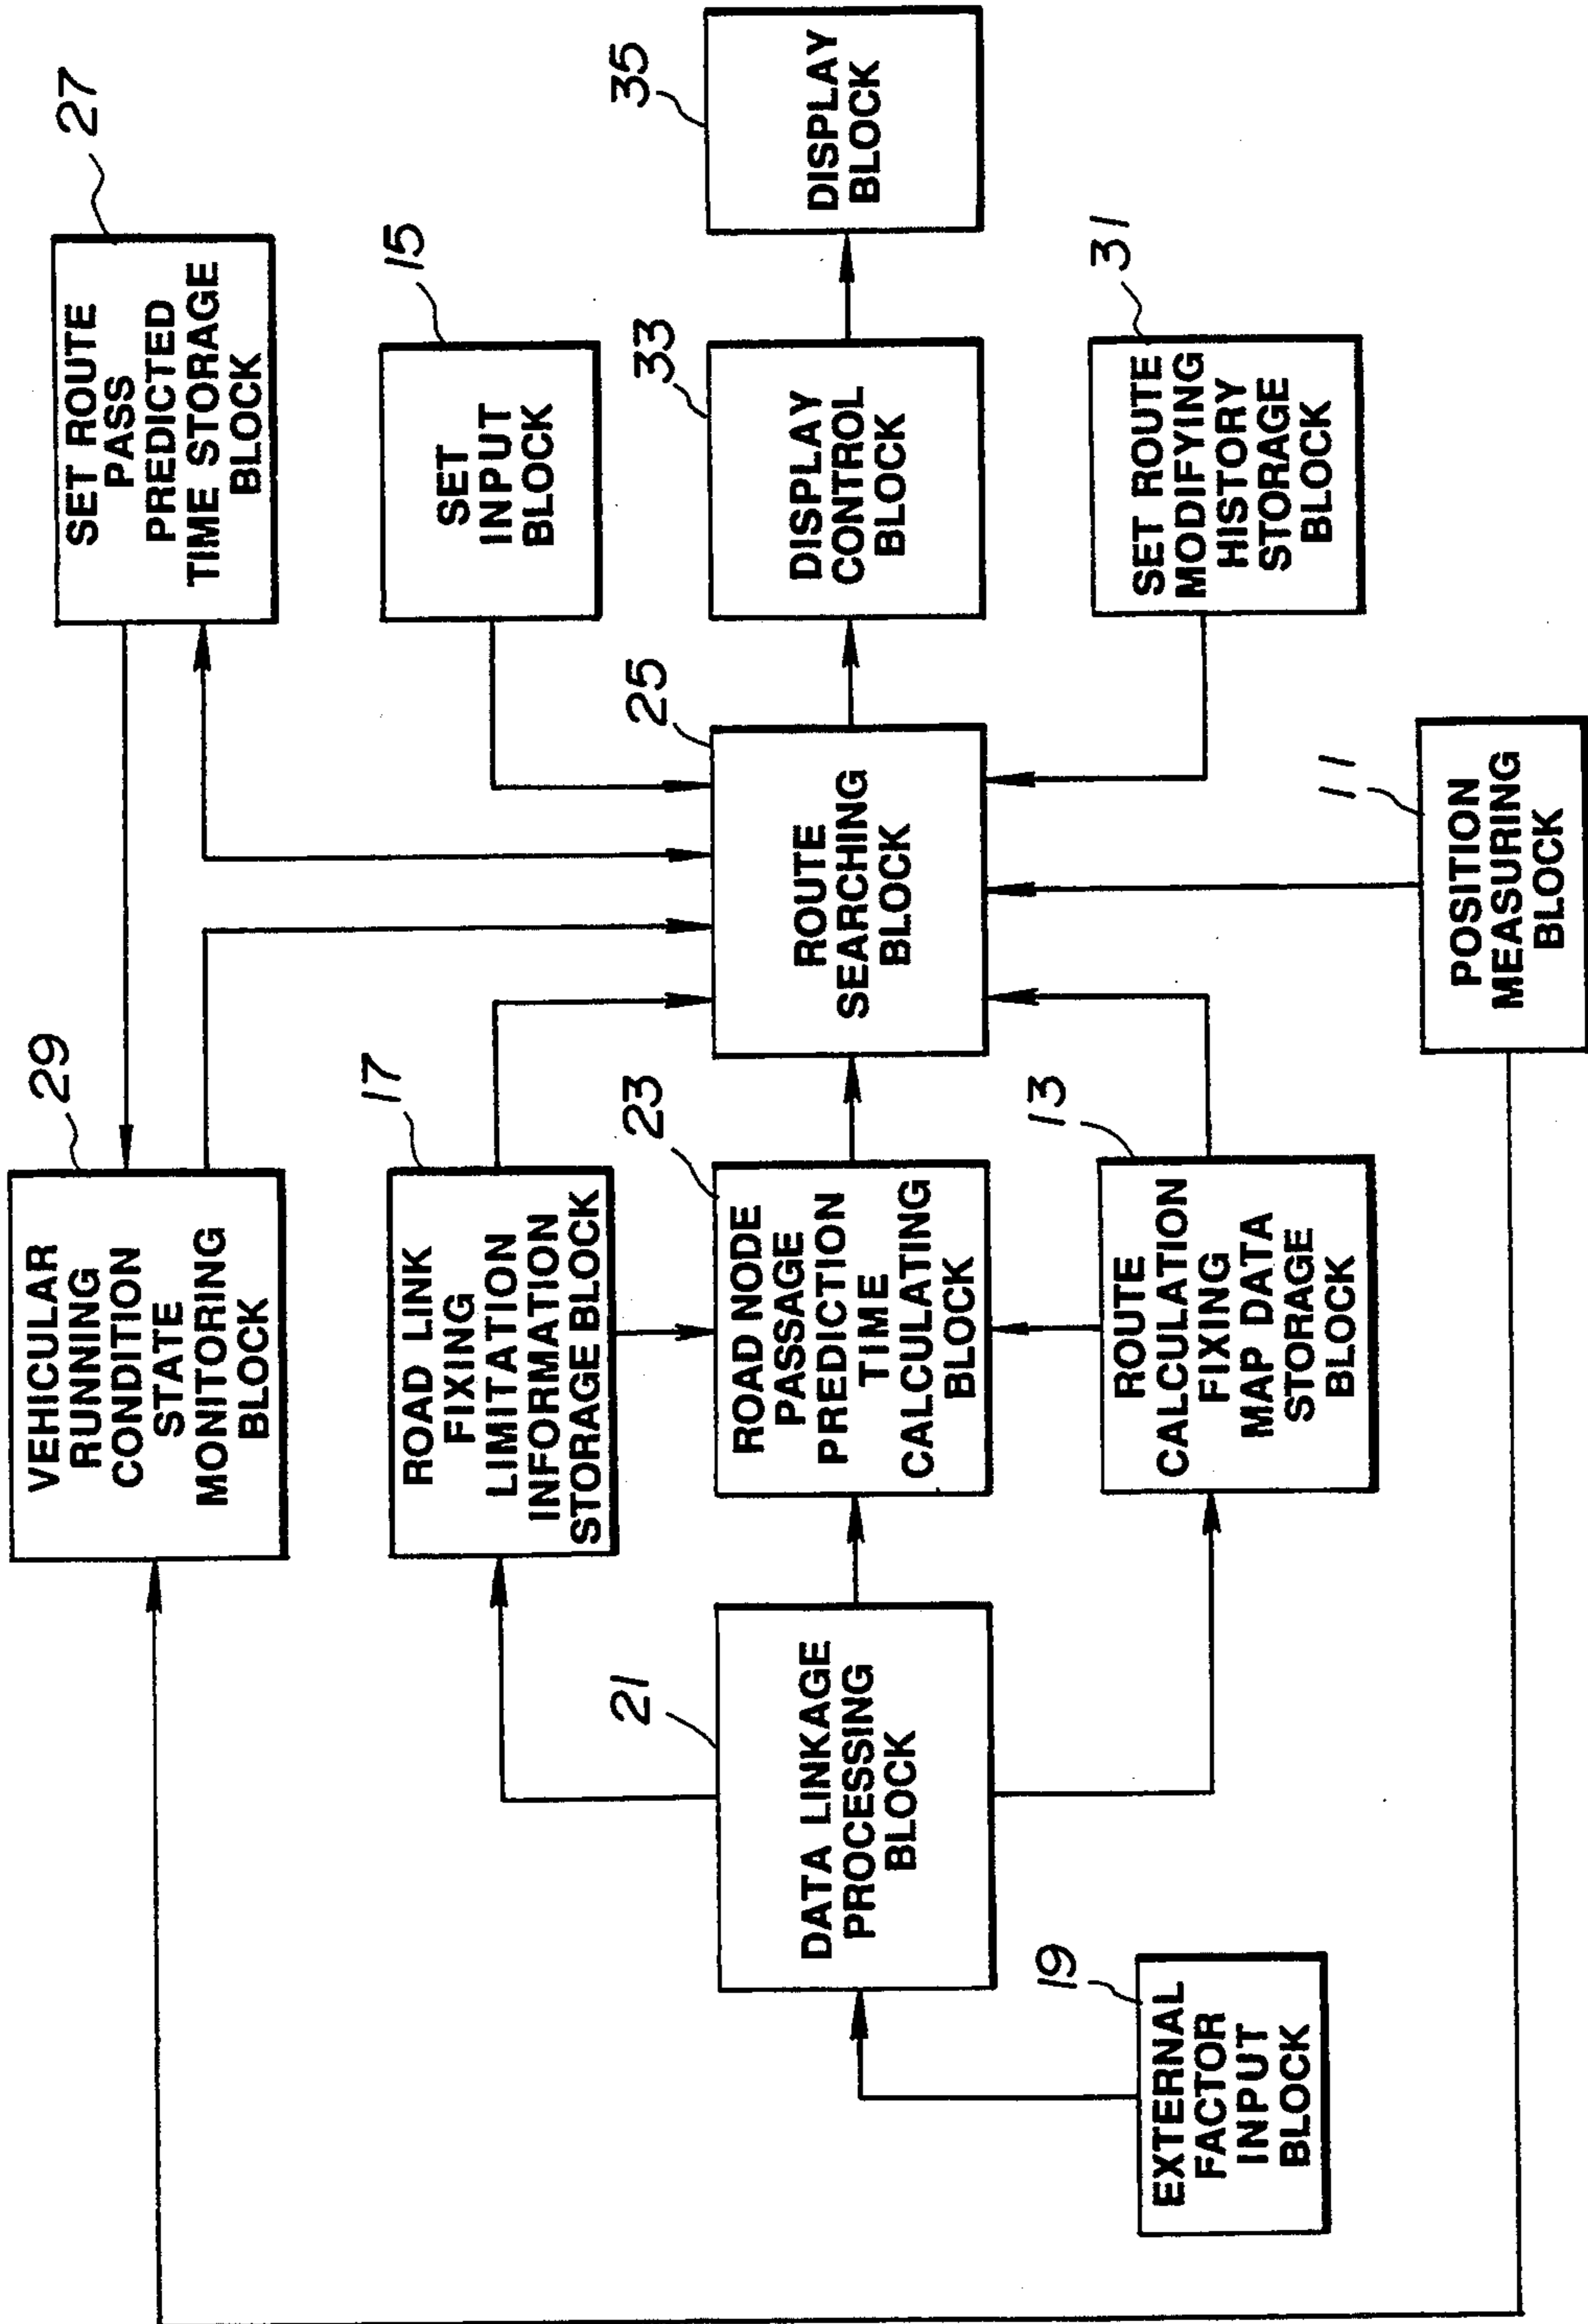 29
VEHICULAR
RUNNING
CONDITION
STATE
MONITORING
BLOCK
27
SET ROUTE
PASS
PREDICTED
TIME STORAGE
BLOCK
17
ROAD LINK
FIXING
LIMITATION
INFORMATION
STORAGE BLOCK
15
SET
INPUT
BLOCK
21
DATA LINKAGE
PROCESSING
BLOCK
23
ROAD NODE
PASSAGE
PREDICTION
TIME
CALCULATING
BLOCK
25
ROUTE
SEARCHING
BLOCK
33
DISPLAY
CONTROL
BLOCK
35
DISPLAY
BLOCK
19
EXTERNAL
FACTOR
INPUT
BLOCK
13
ROUTE
CALCULATION
FIXING
MAP DATA
STORAGE
BLOCK
31
SET ROUTE
MODIFYING
HISTORY
STORAGE
BLOCK
11
POSITION
MEASURING
BLOCK